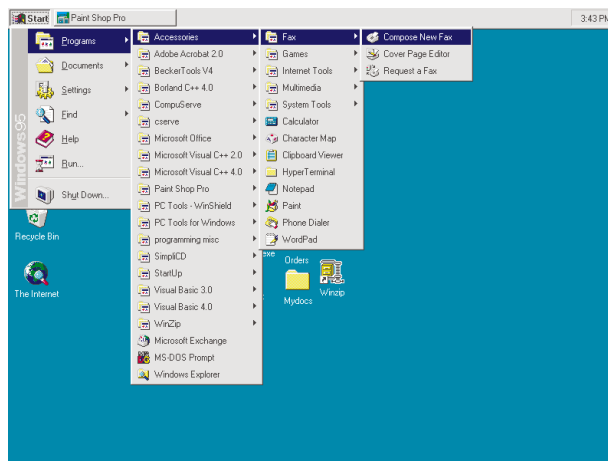 Start
Paint Shop Pro
3:43 PM
Programs
Documents
Settings
Find
Help
Run...
Shut Down...
Windows95
Accessories
Adobe Acrobat 2.0
BeckerTools V4
Borland C++ 4.0
CompuServe
cserve
Microsoft Office
Microsoft Visual C++ 2.0
Microsoft Visual C++ 4.0
Paint Shop Pro
PC Tools - WinShield
PC Tools for Windows
programming misc
SimpliCD
StartUp
Visual Basic 3.0
Visual Basic 4.0
WinZip
Microsoft Exchange
MS-DOS Prompt
Windows Explorer
Fax
Games
Internet Tools
Multimedia
System Tools
Calculator
Character Map
Clipboard Viewer
HyperTerminal
Notepad
Paint
Phone Dialer
WordPad
Compose New Fax
Cover Page Editor
Request a Fax
Recycle Bin
The Internet
exe
Orders
Mydocs
Winzip